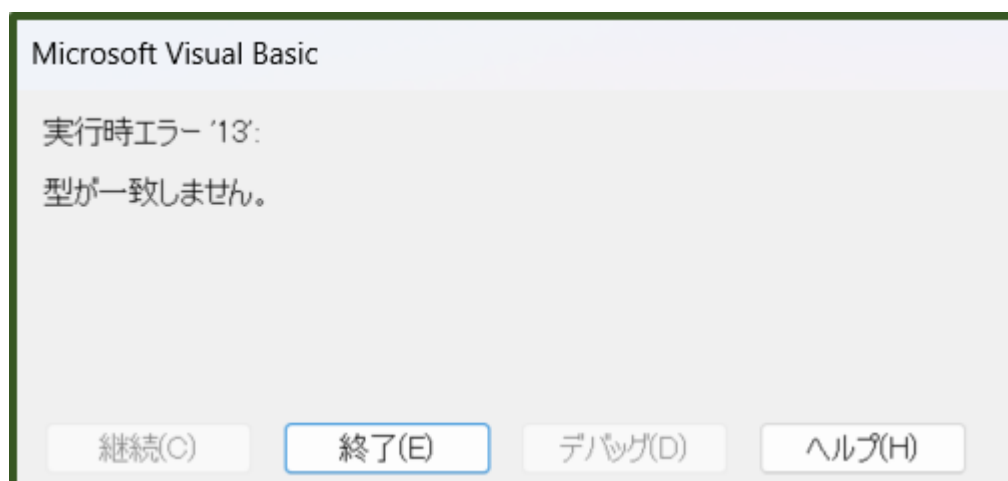 Microsoft Visual Basic
実行時エラー '13':
型が一致しません。
継続(C) 終了(E) デバッグ(D) ヘルプ(H)